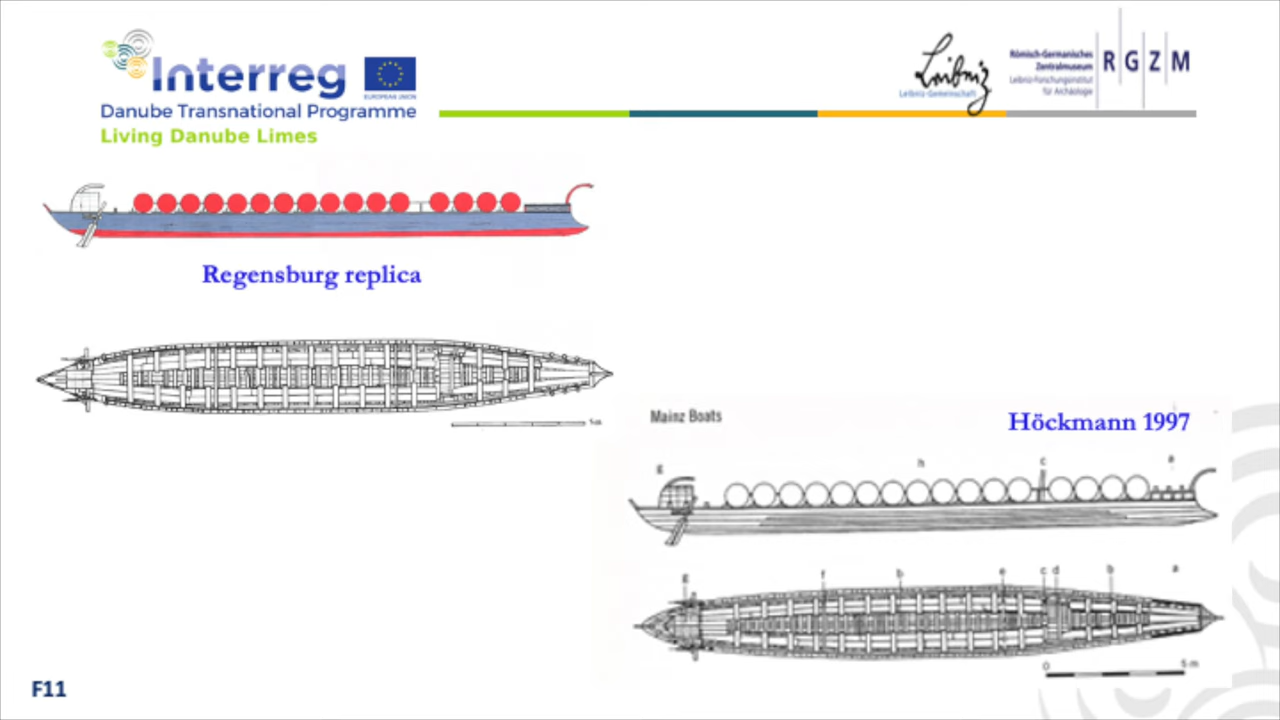 Interreg
EUROPEAN UNION
Danube Transnational Programme
Living Danube Limes
Leibniz
Leibniz-Gemeinschaft
Römisch-Germanisches
Zentralmuseum
Leibniz-Forschungsinstitut
für Archäologie
RGZM
Regensburg replica
5m
Mainz Boats
Höckmann 1997
g h c a
g f b e c d b a
0 5 m
F11